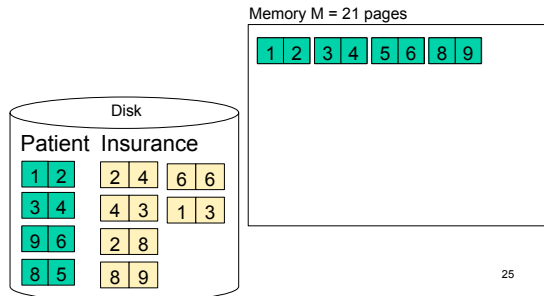 Memory M = 21 pages
1 2 3 4 5 6 8 9
Disk
Patient Insurance
1 2 2 4 6 6
3 4 4 3 1 3
9 6 2 8
8 5 8 9
25